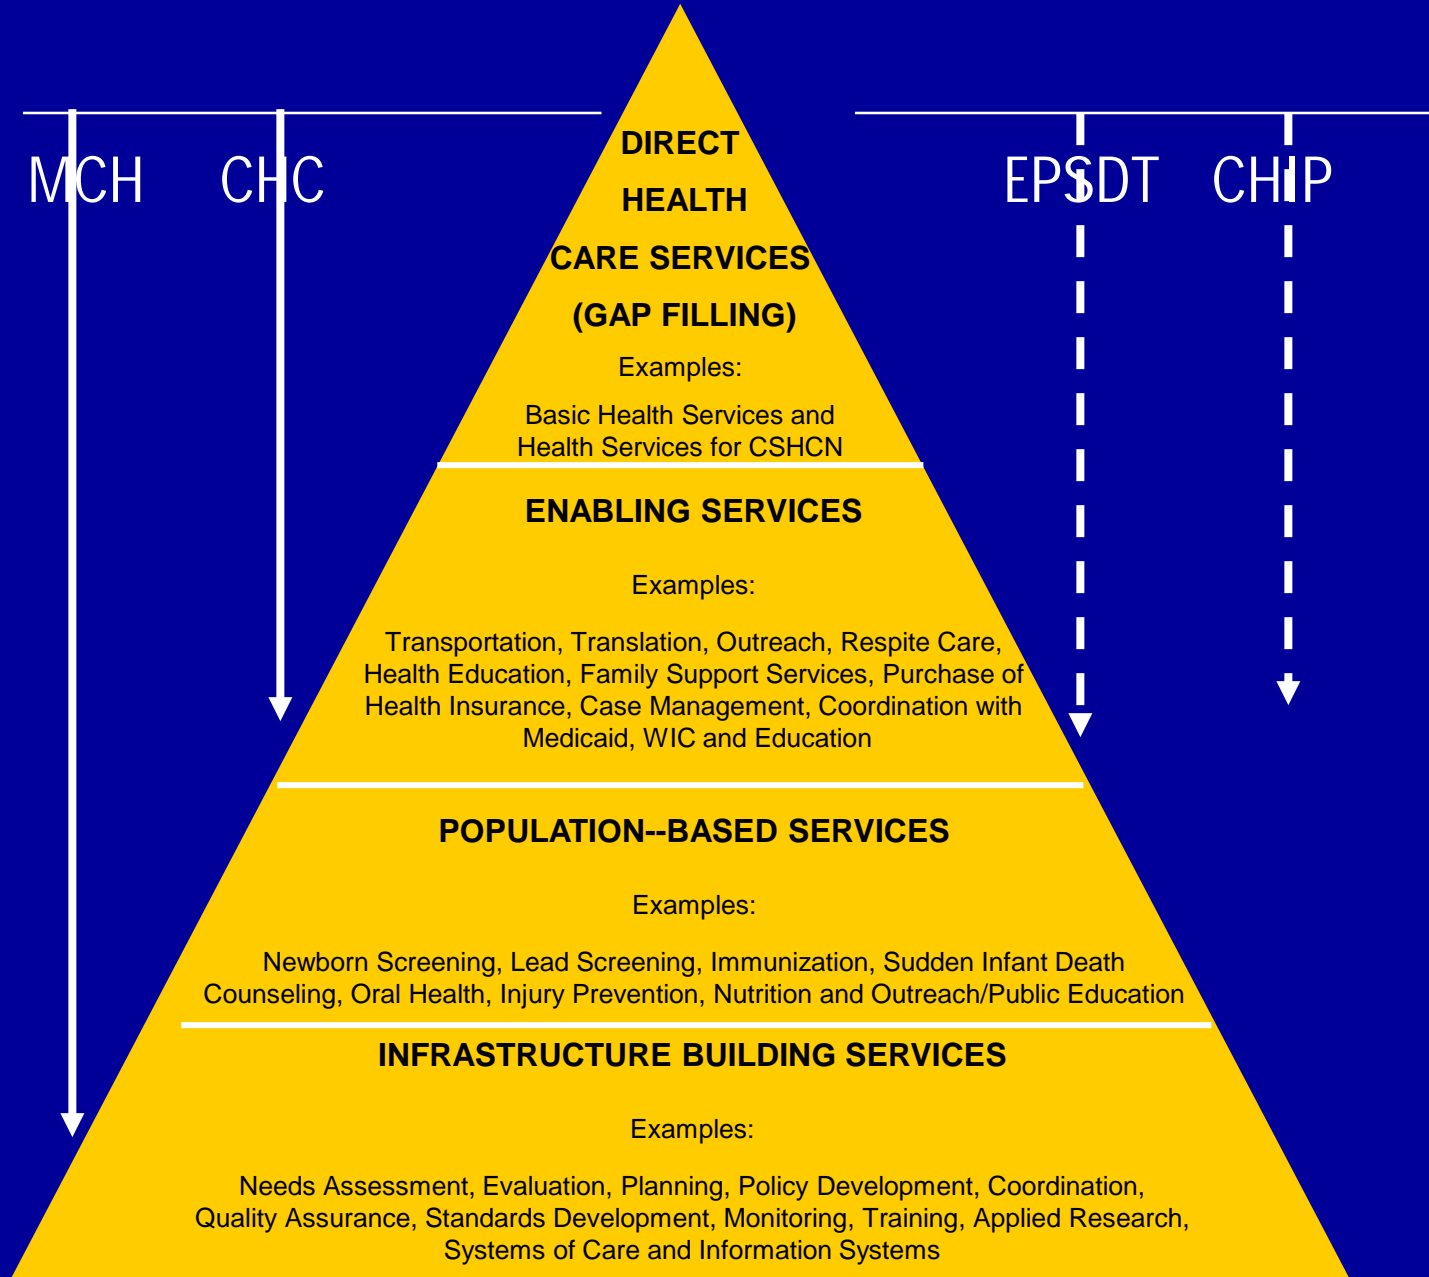 DIRECT
HEALTH
CARE SERVICES
(GAP FILLING)
MCH
CHC
EPSDT
CHIP
Examples:
Basic Health Services and
Health Services for CSHCN
ENABLING SERVICES
Examples:
Transportation, Translation, Outreach, Respite Care,
Health Education, Family Support Services, Purchase of
Health Insurance, Case Management, Coordination with
Medicaid, WIC and Education
POPULATION--BASED SERVICES
Examples:
Newborn Screening, Lead Screening, Immunization, Sudden Infant Death
Counseling, Oral Health, Injury Prevention, Nutrition and Outreach/Public Education
INFRASTRUCTURE BUILDING SERVICES
Examples:
Needs Assessment, Evaluation, Planning, Policy Development, Coordination,
Quality Assurance, Standards Development, Monitoring, Training, Applied Research,
Systems of Care and Information Systems